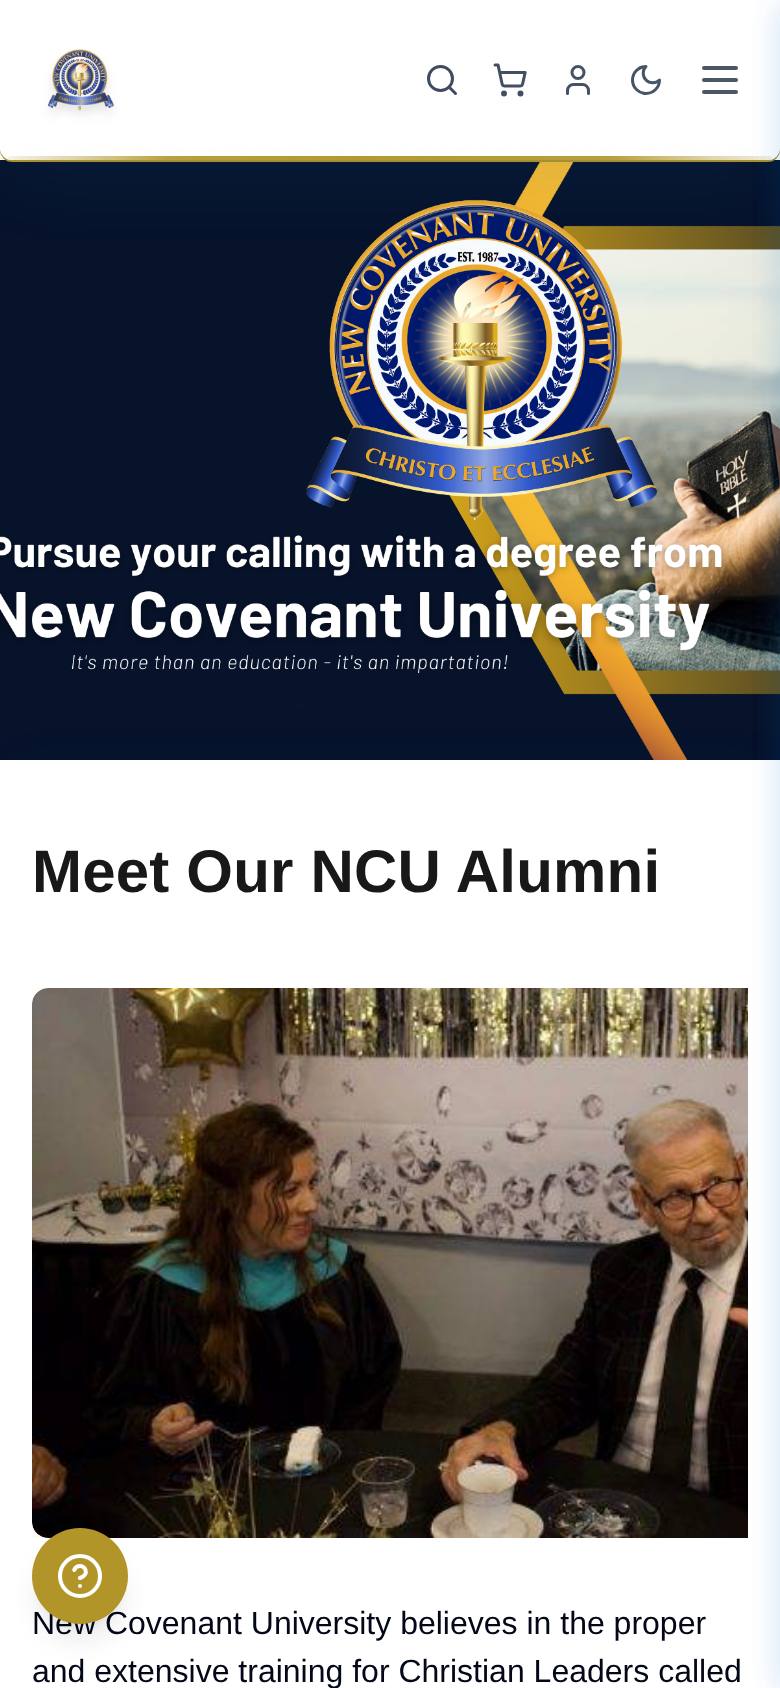 NEW COVENANT UNIVERSITY
EST. 1987
CHRISTO ET ECCLESIAE
HOLY
BIBLE
Pursue your calling with a degree from
New Covenant University
It's more than an education - it's an impartation!
Meet Our NCU Alumni
New Covenant University believes in the proper
and extensive training for Christian Leaders called